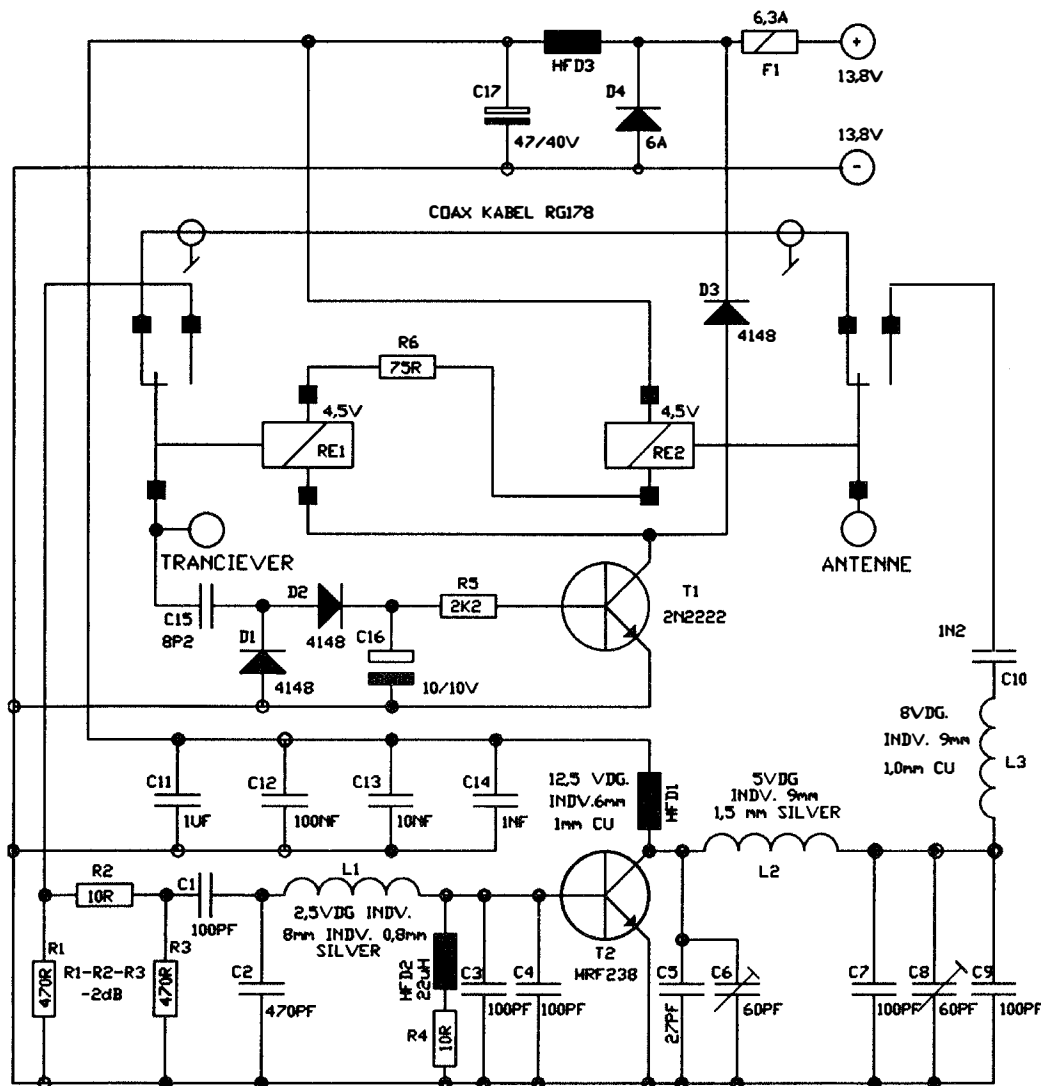 6,3A
+
HFD3
F1
13,8V
C17
D4
13,8V
47/40V
6A
-
COAX KABEL RG178
D3
4148
R6
75R
4,5V
4,5V
RE1
RE2
TRANCIEVER
ANTENNE
D2
R5
T1
2K2
2N2222
C15
8P2
D1
4148
C16
1N2
4148
10/10V
C10
8VDG.
INDV. 9mm
1,0mm CU
L3
C11
C12
C13
C14
12,5 VDG.
INDV.6mm
1mm CU
HFD1
5VDG
INDV. 9mm
1,5 mm SILVER
1UF
100NF
10NF
1NF
L2
R2
10R
C1
L1
100PF
2,5VDG INDV.
8mm INDV. 0,8mm
SILVER
T2
MRF238
R1
470R
R1-R2-R3
-2dB
R3
470R
C2
470PF
HFD2
22uH
C3
C4
C5
C6
C7
C8
C9
100PF
100PF
27PF
60PF
100PF
60PF
100PF
R4
10R